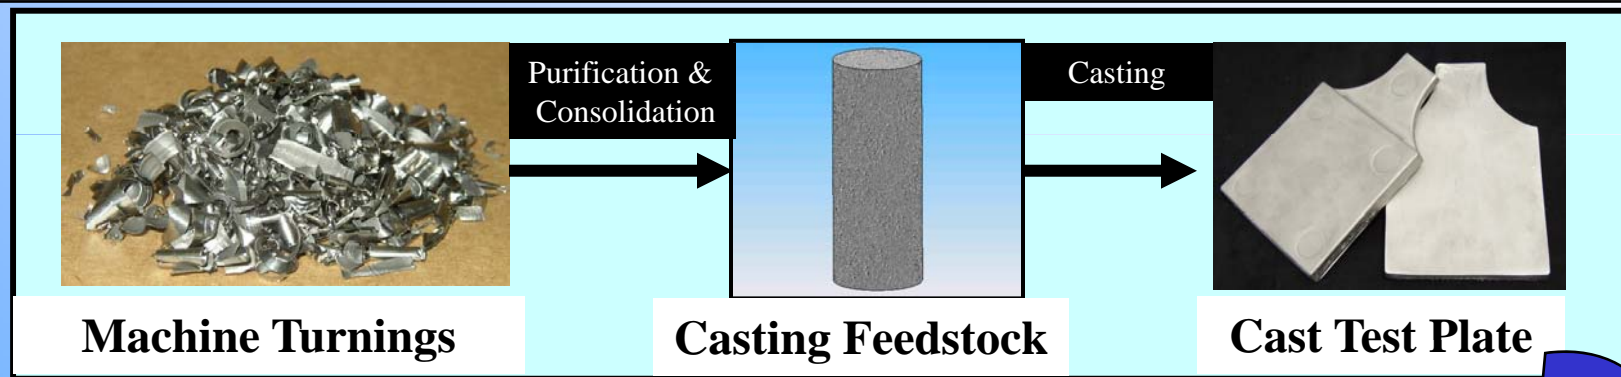 Purification &
Consolidation
Casting
Machine Turnings
Casting Feedstock
Cast Test Plate